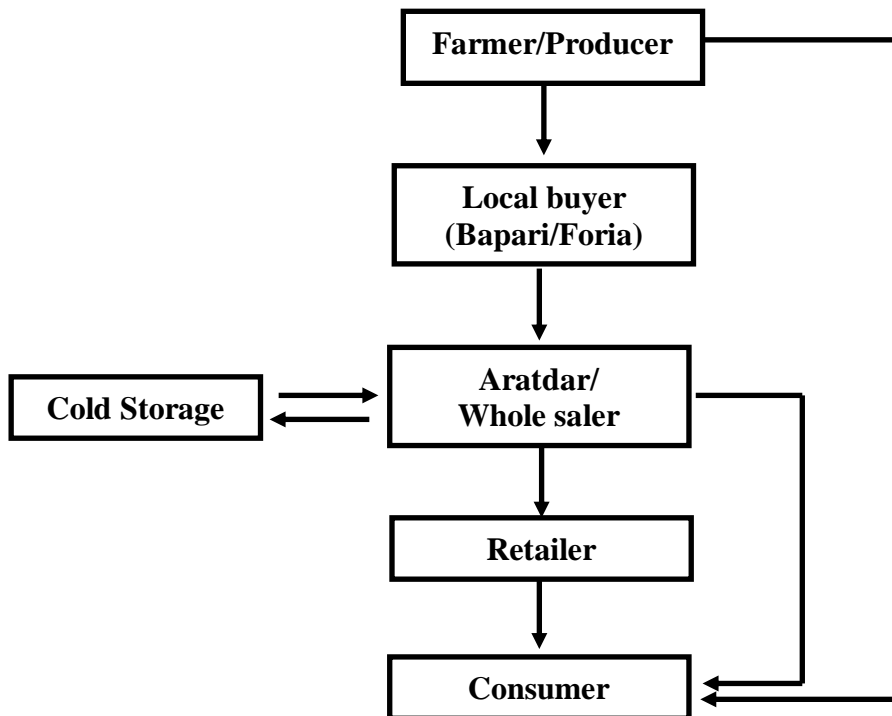 Farmer/Producer
Local buyer
(Bapari/Foria)
Aratdar/
Whole saler
Cold Storage
Retailer
Consumer